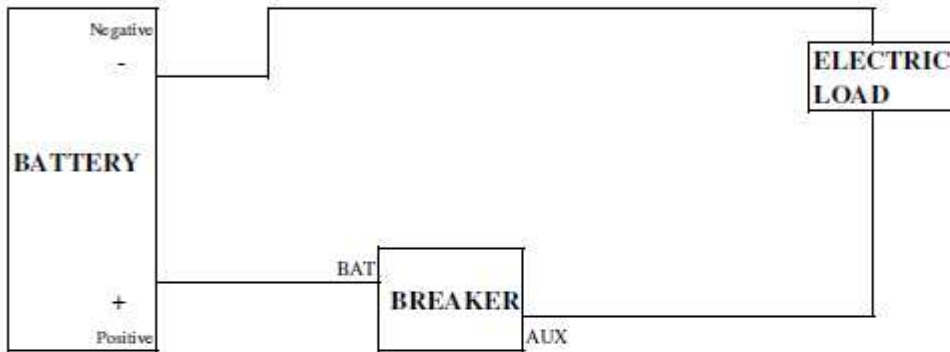 Negative
-
ELECTRIC
LOAD
BATTERY
BAT
BREAKER
+
Positive
AUX